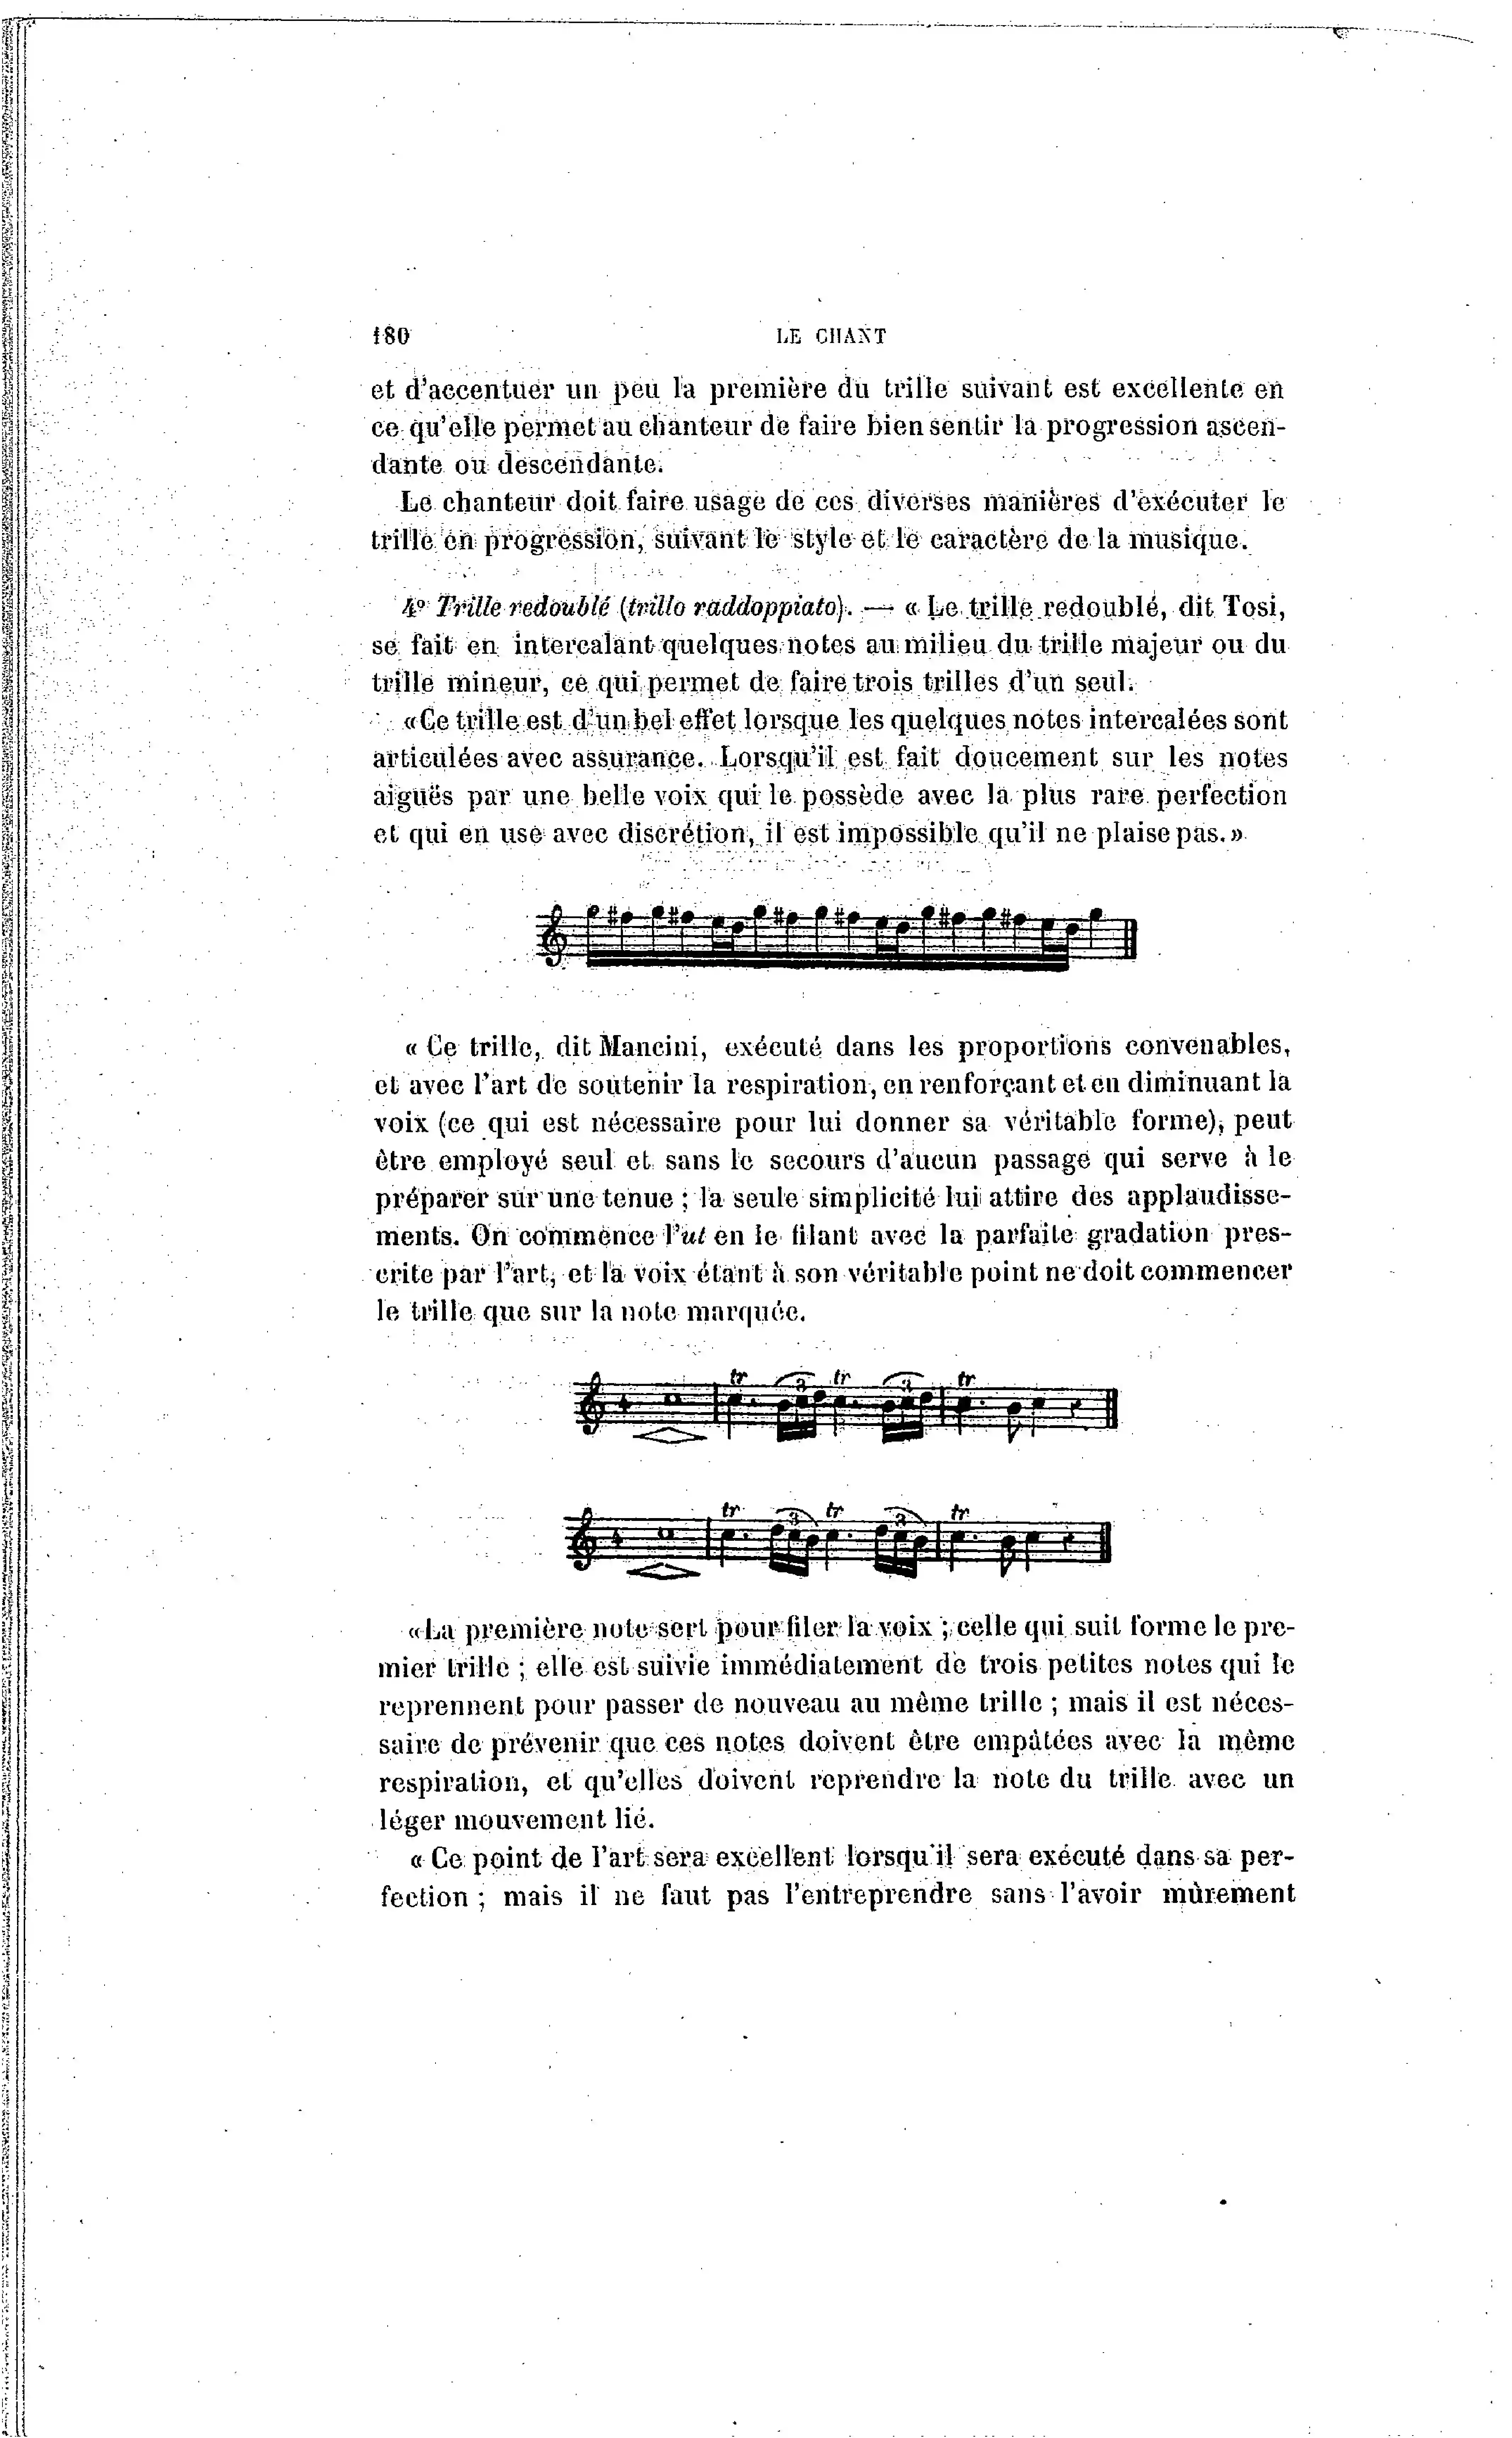 180 LE CHANT
et d'accentuer un peu la première du trille suivant est excellente en
ce qu'elle permet au chanteur de faire bien sentir la progression ascen-
dante ou descendante.
Le chanteur doit faire usage de ces diverses manières d'exécuter le
trille en progression, suivant le style et le caractère de la musique.
4º Trille redoublé (trillo raddoppiato). — « Le trille redoublé, dit Tosi,
se fait en intercalant quelques notes au milieu du trille majeur ou du
trille mineur, ce qui permet de faire trois trilles d'un seul.
« Ce trille est d'un bel effet lorsque les quelques notes intercalées sont
articulées avec assurance. Lorsqu'il est fait doucement sur les notes
aiguës par une belle voix qui le possède avec la plus rare perfection
et qui en use avec discrétion, il est impossible qu'il ne plaise pas. »
« Ce trille, dit Mancini, exécuté dans les proportions convenables,
et avec l'art de soutenir la respiration, en renforçant et en diminuant la
voix (ce qui est nécessaire pour lui donner sa véritable forme), peut
être employé seul et sans le secours d'aucun passage qui serve à le
préparer sur une tenue ; la seule simplicité lui attire des applaudisse-
ments. On commence l'ut en le filant avec la parfaite gradation pres-
crite par l'art, et la voix étant à son véritable point ne doit commencer
le trille que sur la note marquée.
tr 3 tr 3 tr
tr 3 tr 3 tr
« La première note sert pour filer la voix ; celle qui suit forme le pre-
mier trille ; elle est suivie immédiatement de trois petites notes qui le
reprennent pour passer de nouveau au même trille ; mais il est néces-
saire de prévenir que ces notes doivent être empâtées avec la même
respiration, et qu'elles doivent reprendre la note du trille avec un
léger mouvement lié.
« Ce point de l'art sera excellent lorsqu'il sera exécuté dans sa per-
fection ; mais il ne faut pas l'entreprendre sans l'avoir mûrement